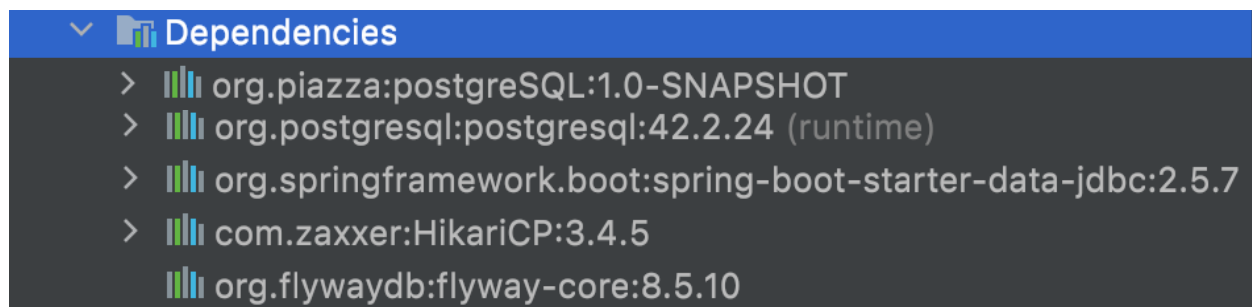 Dependencies
org.piazza:postgreSQL:1.0-SNAPSHOT
org.postgresql:postgresql:42.2.24 (runtime)
org.springframework.boot:spring-boot-starter-data-jdbc:2.5.7
com.zaxxer:HikariCP:3.4.5
org.flywaydb:flyway-core:8.5.10